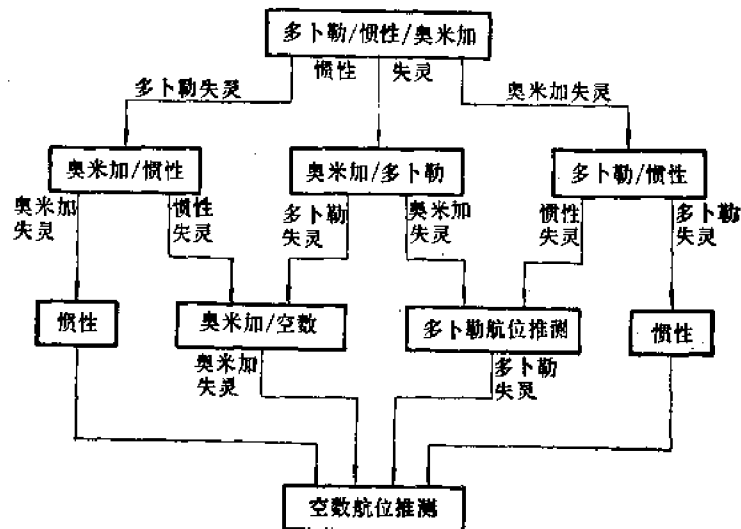 多卜勒/惯性/奥米加
多卜勒失灵
惯性
失灵
奥米加失灵
奥米加/惯性
奥米加/多卜勒
多卜勒/惯性
奥米加
失灵
惯性
失灵
多卜勒
失灵
奥米加
失灵
惯性
失灵
多卜勒
失灵
惯性
奥米加/空数
多卜勒航位推测
惯性
奥米加
失灵
多卜勒
失灵
空数航位推测